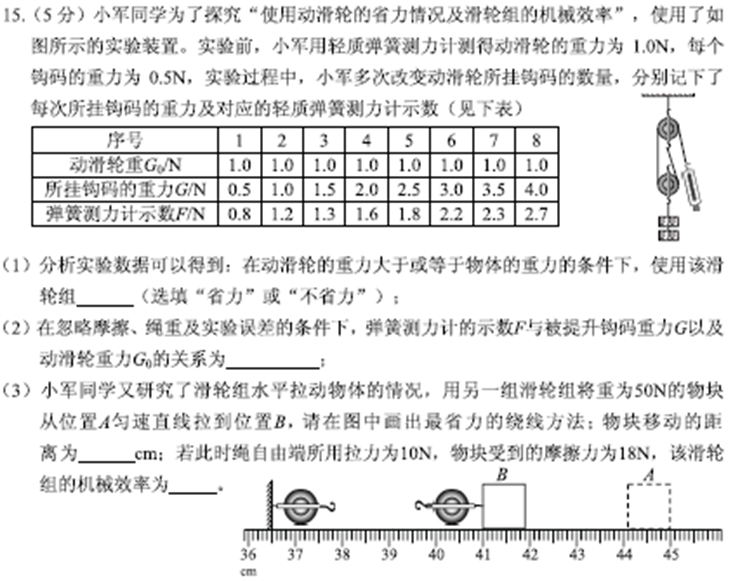 15.（5 分）小军同学为了探究“使用动滑轮的省力情况及滑轮组的机械效率”，使用了如
图所示的实验装置。实验前，小军用轻质弹簧测力计测得动滑轮的重力为 1.0N，每个
钩码的重力为 0.5N，实验过程中，小军多次改变动滑轮所挂钩码的数量，分别记下了
每次所挂钩码的重力及对应的轻质弹簧测力计示数（见下表）
序号 1 2 3 4 5 6 7 8
动滑轮重G₀/N 1.0 1.0 1.0 1.0 1.0 1.0 1.0 1.0
所挂钩码的重力G/N 0.5 1.0 1.5 2.0 2.5 3.0 3.5 4.0
弹簧测力计示数F/N 0.8 1.2 1.3 1.6 1.8 2.2 2.3 2.7
（1）分析实验数据可以得到：在动滑轮的重力大于或等于物体的重力的条件下，使用该滑
轮组______（选填“省力”或“不省力”）；
（2）在忽略摩擦、绳重及实验误差的条件下，弹簧测力计的示数F与被提升钩码重力G以及
动滑轮重力G₀的关系为__________；
（3）小军同学又研究了滑轮组水平拉动物体的情况，用另一组滑轮组将重为50N的物块
从位置A匀速直线拉到位置B，请在图中画出最省力的绕线方法；物块移动的距
离为______cm；若此时绳自由端所用拉力为10N，物块受到的摩擦力为18N，该滑轮
组的机械效率为_____。
B A
36 37 38 39 40 41 42 43 44 45
cm